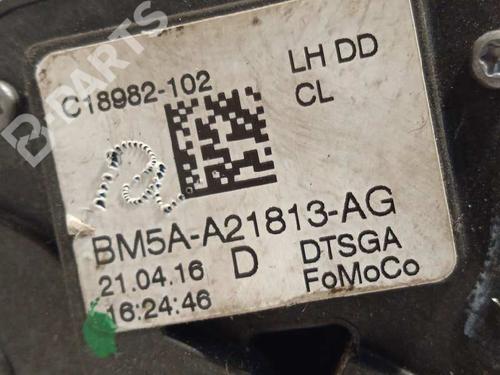 B-PARTS
LH DD
C18982-102
CL
BM5A-A21813-AG
21.04.16
D
DTSGA
16:24:46
FoMoCo